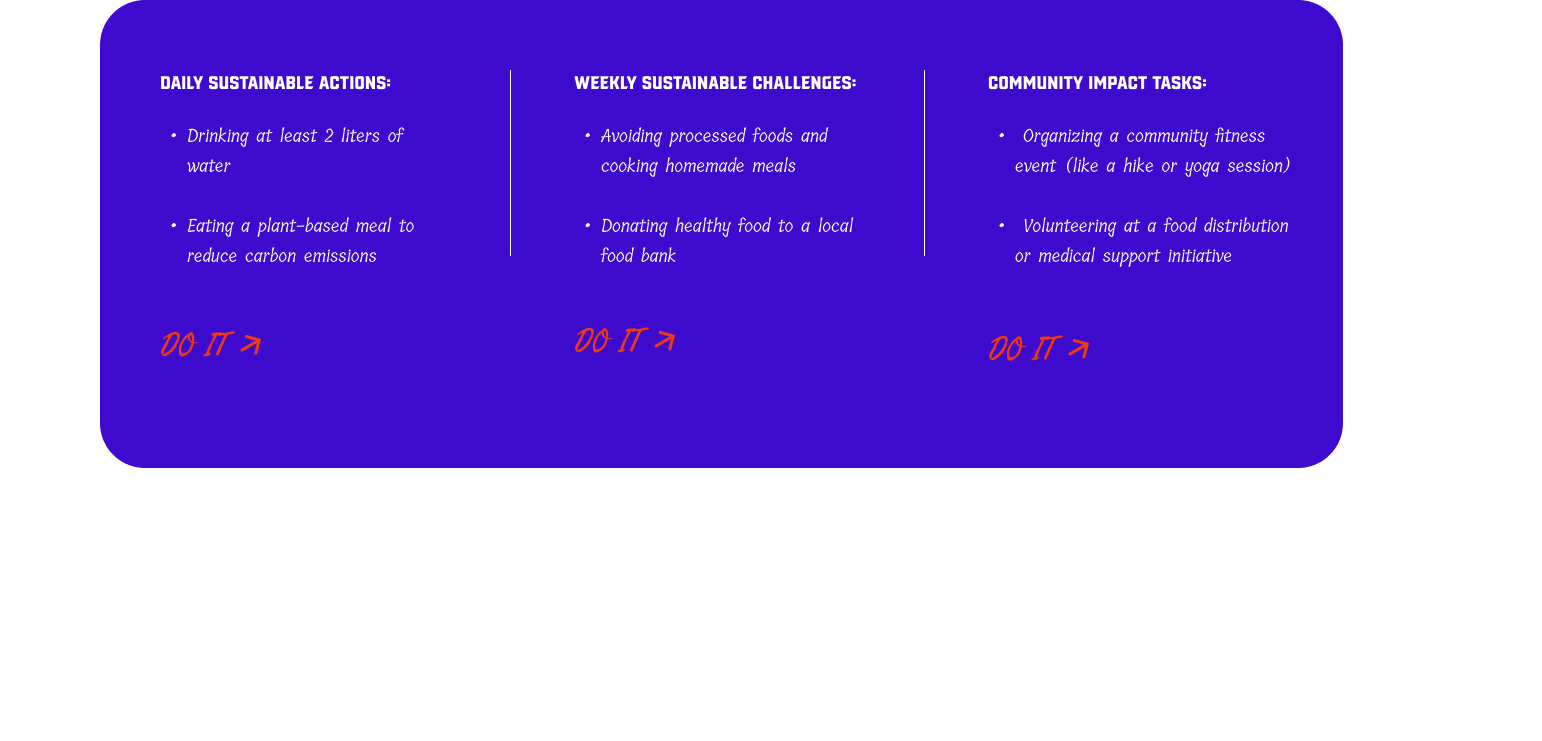 DAILY SUSTAINABLE ACTIONS:
• Drinking at least 2 liters of
water
• Eating a plant-based meal to
reduce carbon emissions
DO IT ↗
WEEKLY SUSTAINABLE CHALLENGES:
• Avoiding processed foods and
cooking homemade meals
• Donating healthy food to a local
food bank
DO IT ↗
COMMUNITY IMPACT TASKS:
• Organizing a community fitness
event (like a hike or yoga session)
• Volunteering at a food distribution
or medical support initiative
DO IT ↗